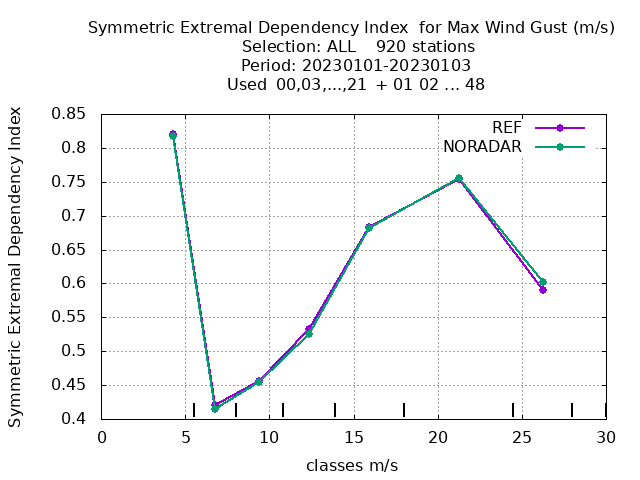 Symmetric Extremal Dependency Index  for Max Wind Gust (m/s)
Selection: ALL    920 stations
Period: 20230101-20230103
Used  00,03,...,21  + 01 02 ... 48
Symmetric Extremal Dependency Index
0.85
0.8
0.75
0.7
0.65
0.6
0.55
0.5
0.45
0.4
REF
NORADAR
0
5
10
15
20
25
30
classes m/s